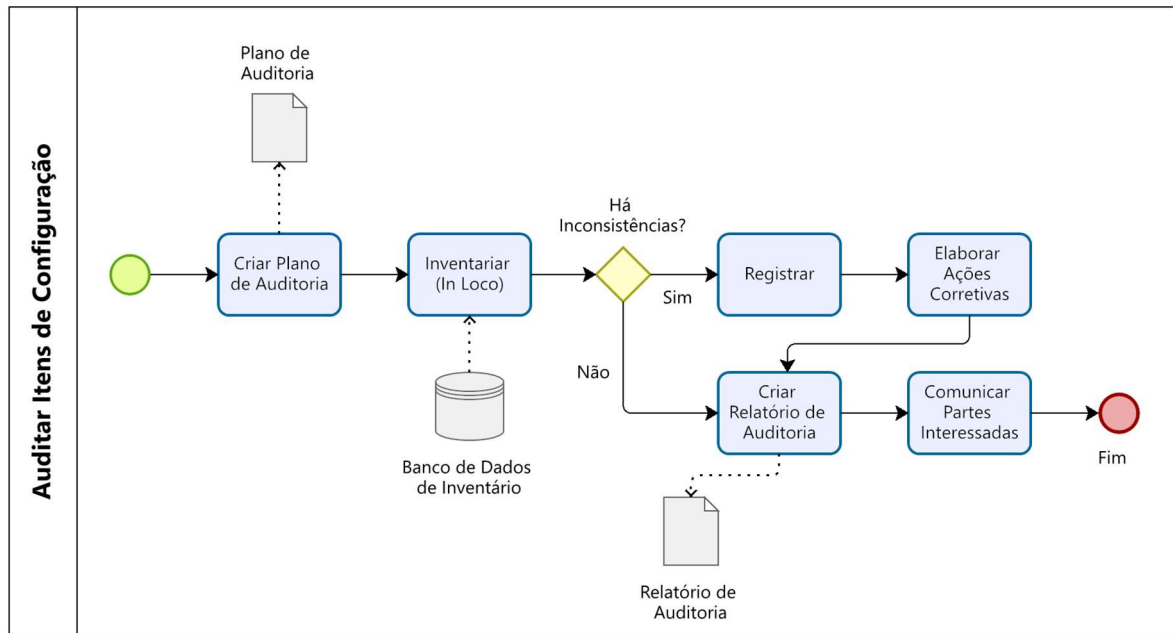 Auditar Itens de Configuração
Plano de
Auditoria
Criar Plano
de Auditoria
Inventariar
(In Loco)
Banco de Dados
de Inventário
Há
Inconsistências?
Sim
Não
Registrar
Elaborar
Ações
Corretivas
Criar
Relatório de
Auditoria
Relatório de
Auditoria
Comunicar
Partes
Interessadas
Fim